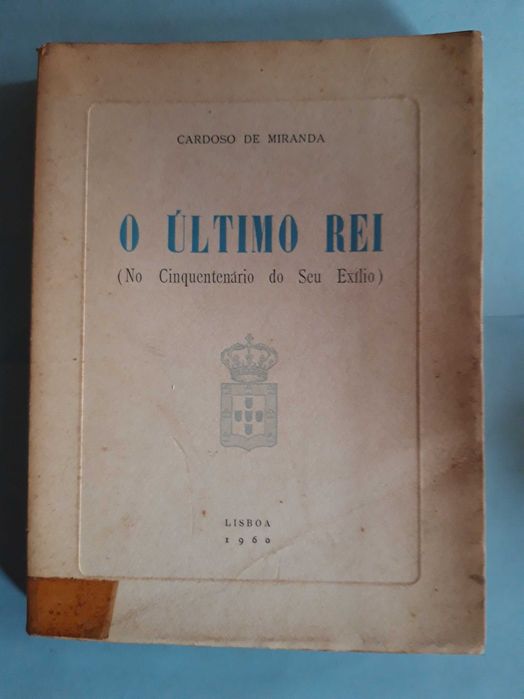 CARDOSO DE MIRANDA
O ÚLTIMO REI
(No Cinquentenário do Seu Exílio)
LISBOA
1960